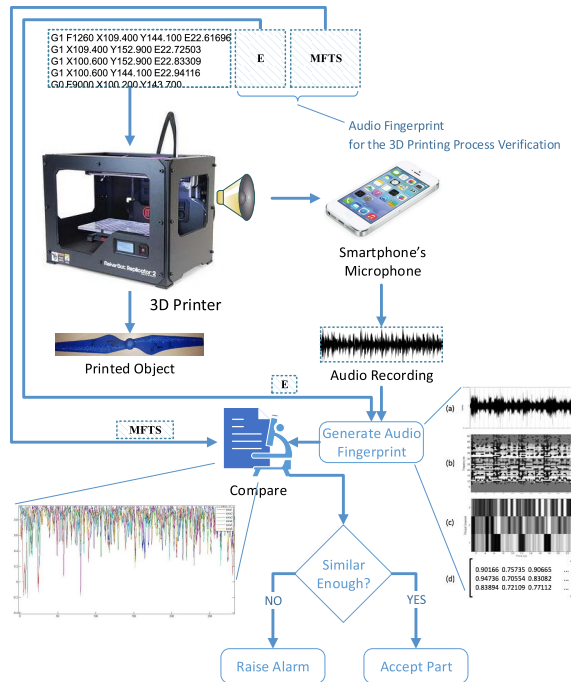 G1 F1260 X109.400 Y144.100 E22.61696
G1 X109.400 Y152.900 E22.72503
G1 X100.600 Y152.900 E22.83309
G1 X100.600 Y144.100 E22.94116
G0 F9000 X100.200 Y143.700
E
MFTS
Audio Fingerprint
for the 3D Printing Process Verification
MakerBot Replicator 2
3D Printer
Smartphone's
Microphone
Printed Object
Audio Recording
E
MFTS
Generate Audio
Fingerprint
Compare
(a)
(b)
(c)
(d)
0.90166 0.75735 0.90665 ...
0.94736 0.70554 0.83082 ...
0.83894 0.72109 0.77112 ...
Similar
Enough?
NO
YES
Raise Alarm
Accept Part